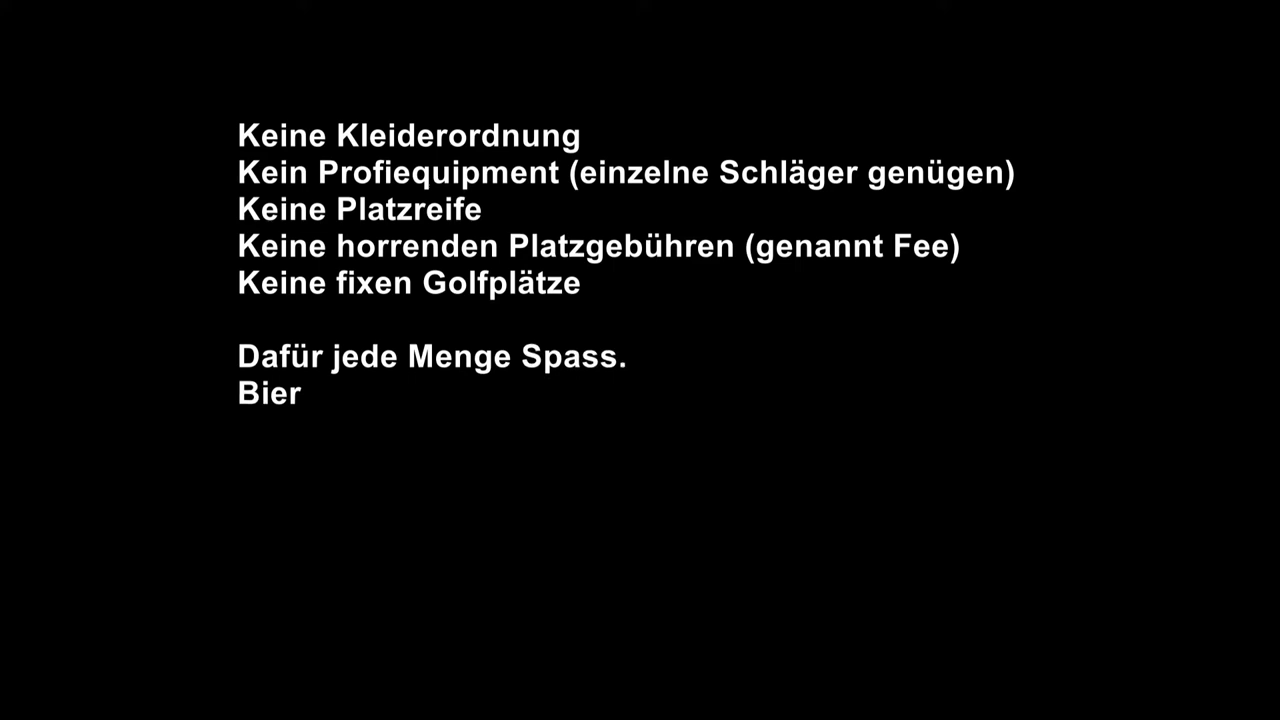 Keine Kleiderordnung
Kein Profiequipment (einzelne Schläger genügen)
Keine Platzreife
Keine horrenden Platzgebühren (genannt Fee)
Keine fixen Golfplätze
Dafür jede Menge Spass.
Bier